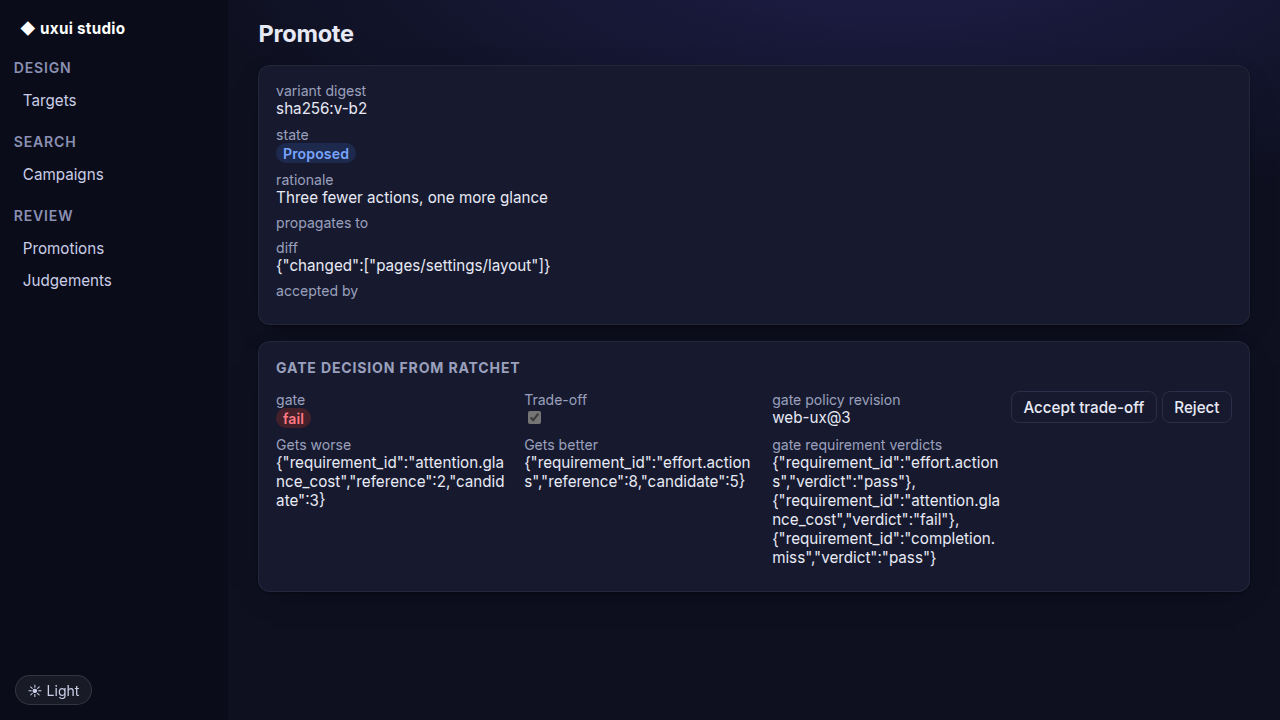 ◆ uxui studio
DESIGN
Targets
SEARCH
Campaigns
REVIEW
Promotions
Judgements
☀ Light
Promote
variant digest
sha256:v-b2
state
Proposed
rationale
Three fewer actions, one more glance
propagates to
diff
{"changed":["pages/settings/layout"]}
accepted by
GATE DECISION FROM RATCHET
gate
fail
Trade-off
gate policy revision
web-ux@3
Accept trade-off
Reject
Gets worse
{"requirement_id":"attention.gla
nce_cost","reference":2,"candid
ate":3}
Gets better
{"requirement_id":"effort.action
s","reference":8,"candidate":5}
gate requirement verdicts
{"requirement_id":"effort.action
s","verdict":"pass"},
{"requirement_id":"attention.gla
nce_cost","verdict":"fail"},
{"requirement_id":"completion.
miss","verdict":"pass"}